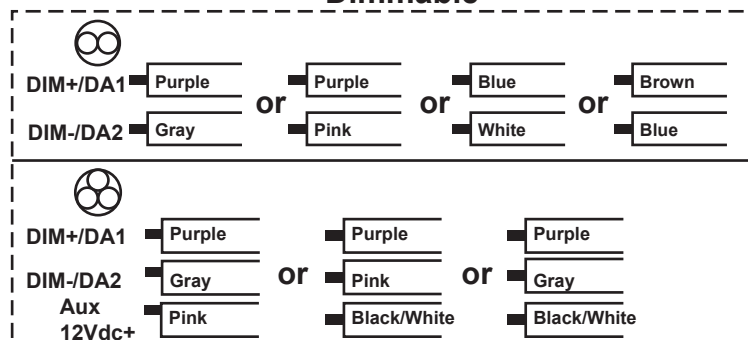 DIM+/DA1 Purple or Purple or Blue or Brown
DIM-/DA2 Gray Pink White Blue
DIM+/DA1 Purple Purple Purple
DIM-/DA2 Gray or Pink or Gray
Aux
12Vdc+ Pink Black/White Black/White